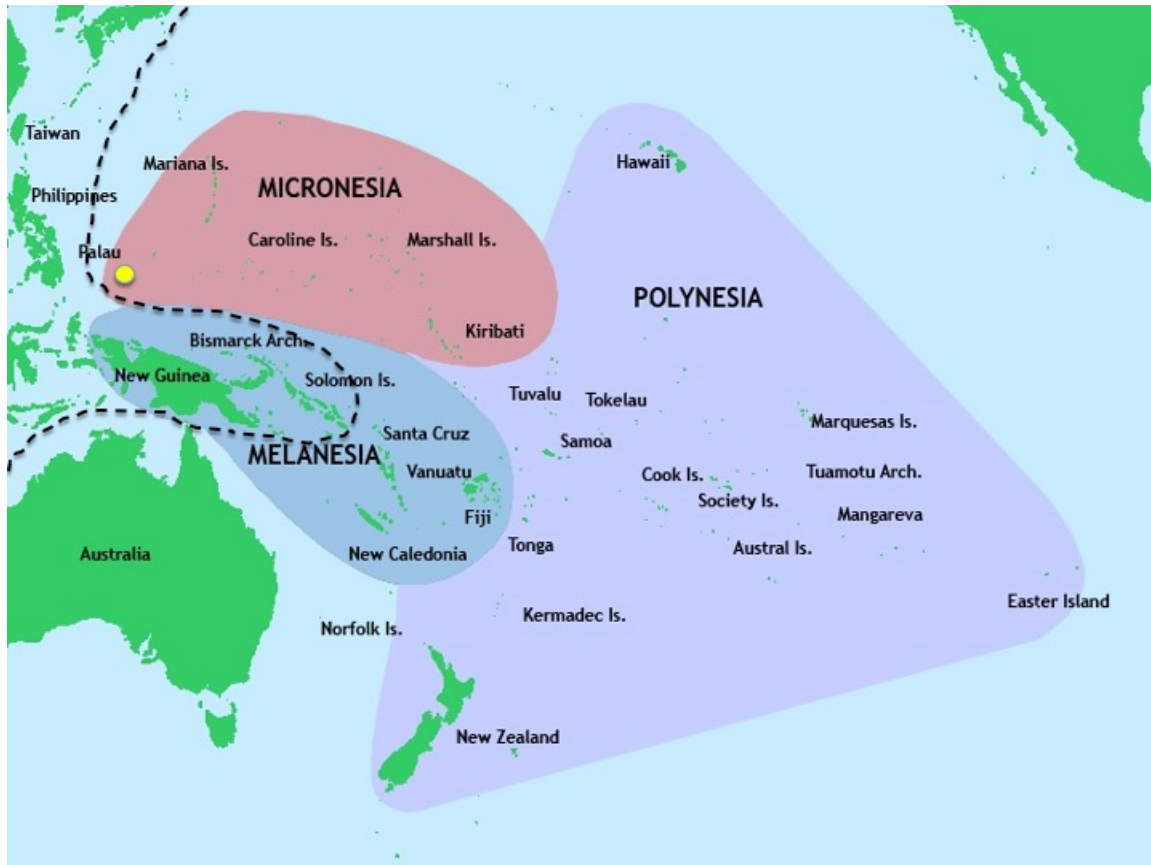 Taiwan
Hawaii
Mariana Is.
MICRONESIA
Philippines
Caroline Is.
Marshall Is.
Palau
POLYNESIA
Kiribati
Bismarck Arch.
New Guinea
Solomon Is.
Tuvalu
Tokelau
Marquesas Is.
Santa Cruz
Samoa
MELANESIA
Vanuatu
Cook Is.
Tuamotu Arch.
Society Is.
Fiji
Mangareva
Tonga
Austral Is.
Australia
New Caledonia
Easter Island
Kermadec Is.
Norfolk Is.
New Zealand